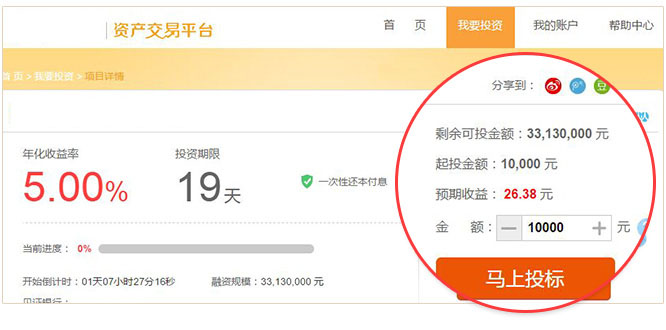 资产交易平台
首 页 我要投资 我的账户 帮助中心
首页 > 我要投资 > 项目详情
分享到：
剩余可投金额：33,130,000 元
年化收益率 投资期限
起投金额：10,000 元
5.00% 19天 一次性还本付息
预期收益：26.38 元
金 额： 10000 元
当前进度： 0%
马上投标
开始倒计时：01天07小时27分16秒 融资规模：33,130,000 元
见证银行：